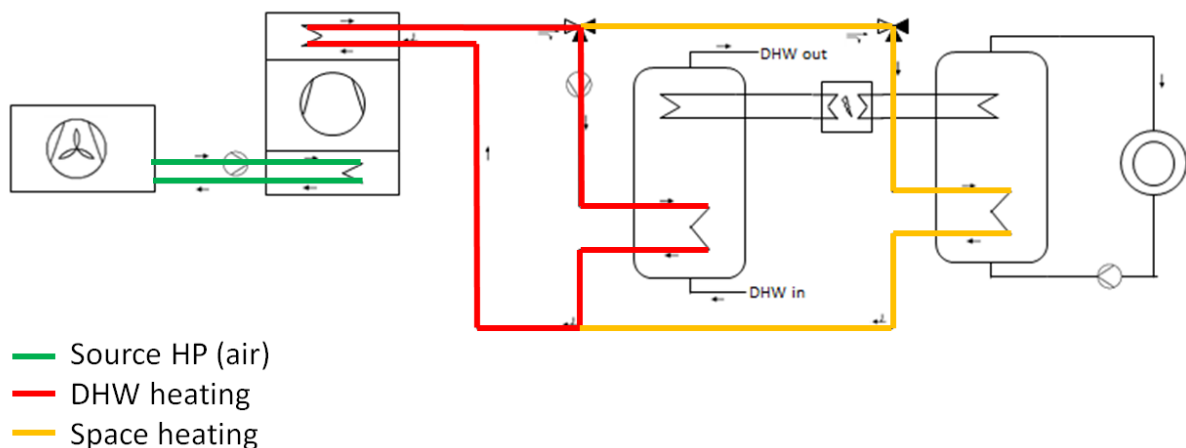 DHW out
DHW in
Source HP (air)
DHW heating
Space heating